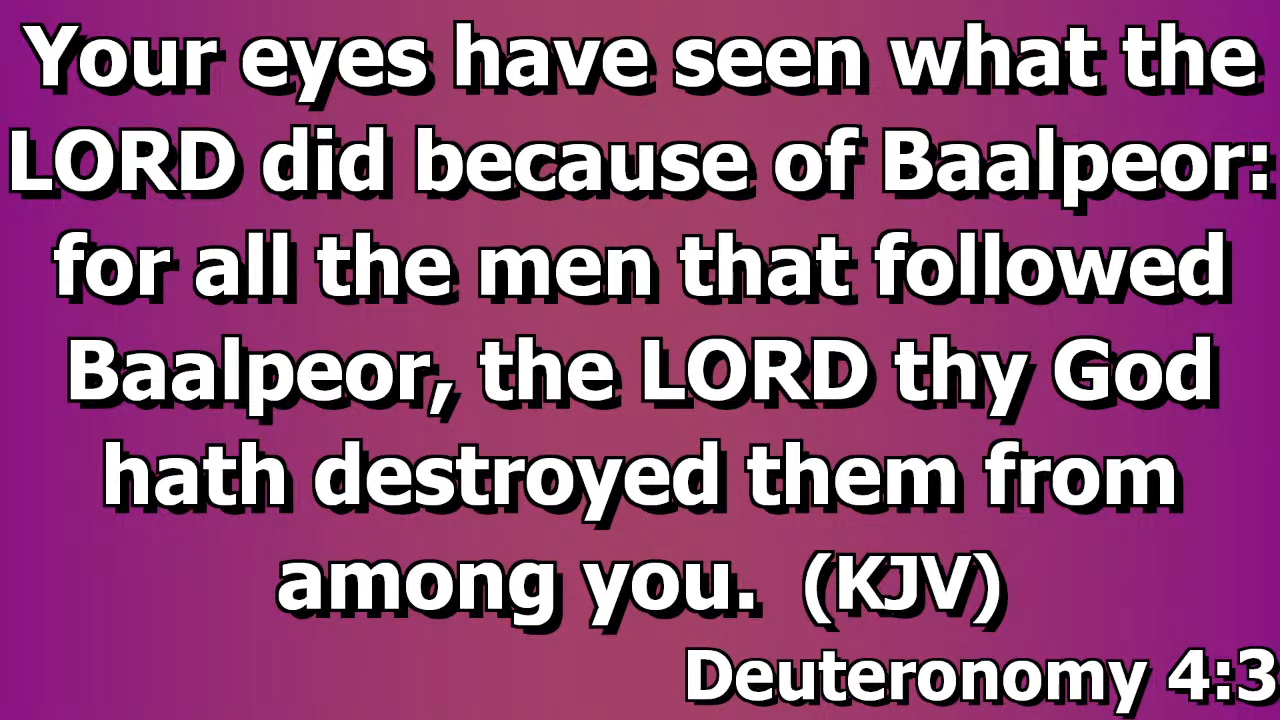 Your eyes have seen what the
LORD did because of Baalpeor:
for all the men that followed
Baalpeor, the LORD thy God
hath destroyed them from
among you.  (KJV)
Deuteronomy 4:3